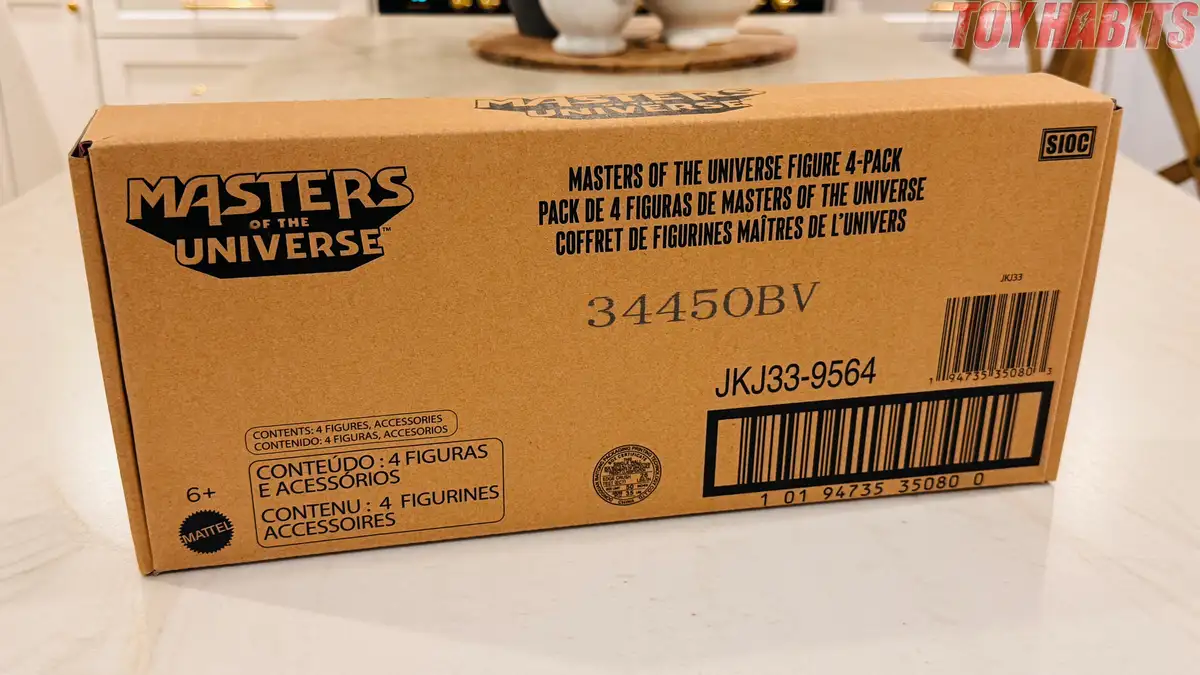 TOY HABITS
MASTERS OF THE UNIVERSE
SIOC
MASTERS
OF THE
UNIVERSE™
MASTERS OF THE UNIVERSE FIGURE 4-PACK
PACK DE 4 FIGURAS DE MASTERS OF THE UNIVERSE
COFFRET DE FIGURINES MAÎTRES DE L'UNIVERS
34450BV
JKJ33
1 94735 35080 3
JKJ33-9564
1 01 94735 35080 0
CONTENTS: 4 FIGURES, ACCESSORIES
CONTENIDO: 4 FIGURAS, ACCESORIOS
CONTEÚDO : 4 FIGURAS
E ACESSÓRIOS
CONTENU : 4 FIGURINES
ACCESSOIRES
6+
MATTEL